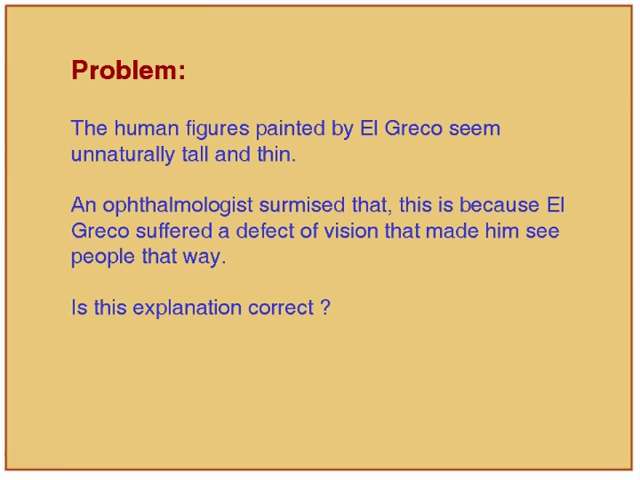 Problem:
The human figures painted by El Greco seem
unnaturally tall and thin.
An ophthalmologist surmised that, this is because El
Greco suffered a defect of vision that made him see
people that way.
Is this explanation correct ?